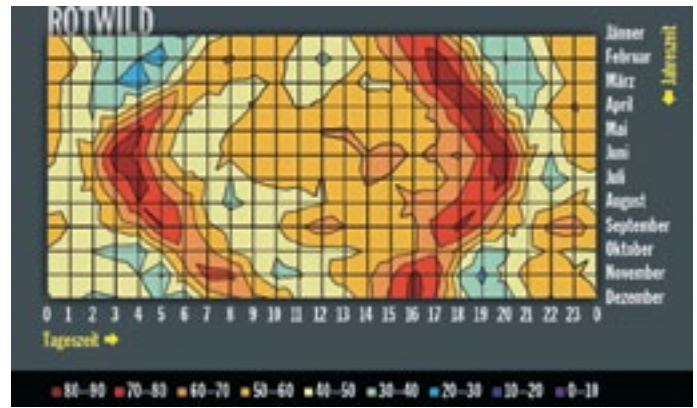 ROTWILD
Jänner
Februar
März
April
Mai
Juni
Juli
August
September
Oktober
November
Dezember
Jahreszeit
0 1 2 3 4 5 6 7 8 9 10 11 12 13 14 15 16 17 18 19 20 21 22 23 0
Tageszeit
80–90 70–80 60–70 50–60 40–50 30–40 20–30 10–20 0–10